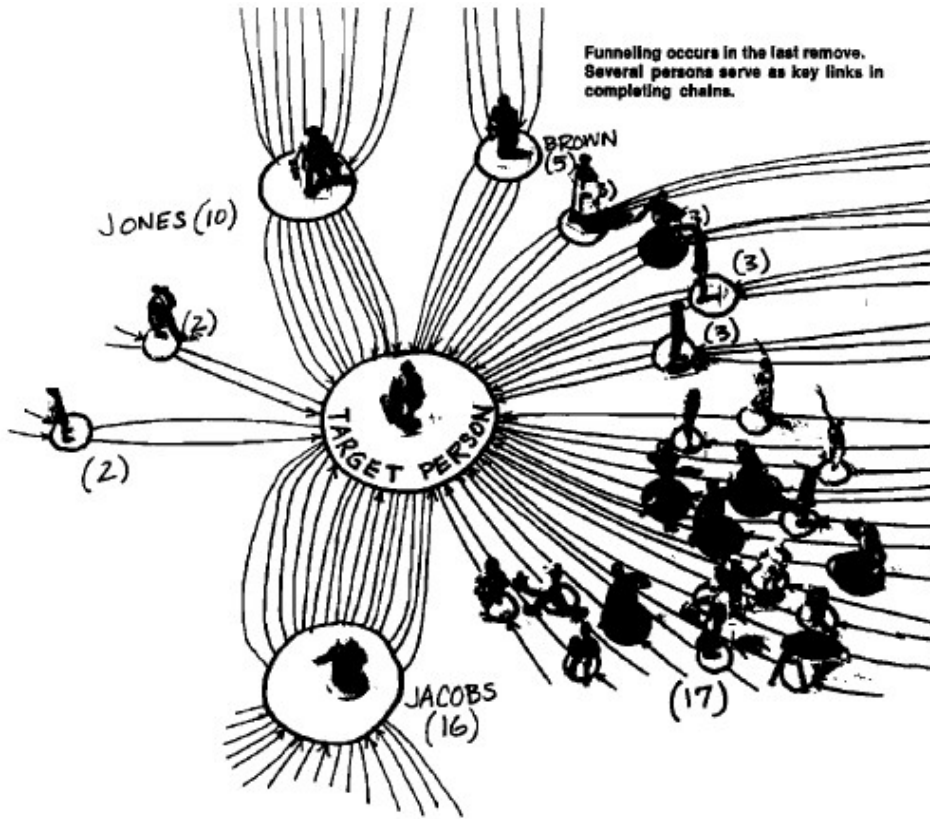 Funneling occurs in the last remove.
Several persons serve as key links in
completing chains.
BROWN
(5)
3)
3)
JONES (10)
(3)
(2)
(3)
TARGET PERSON
(2)
JACOBS
(16)
(17)